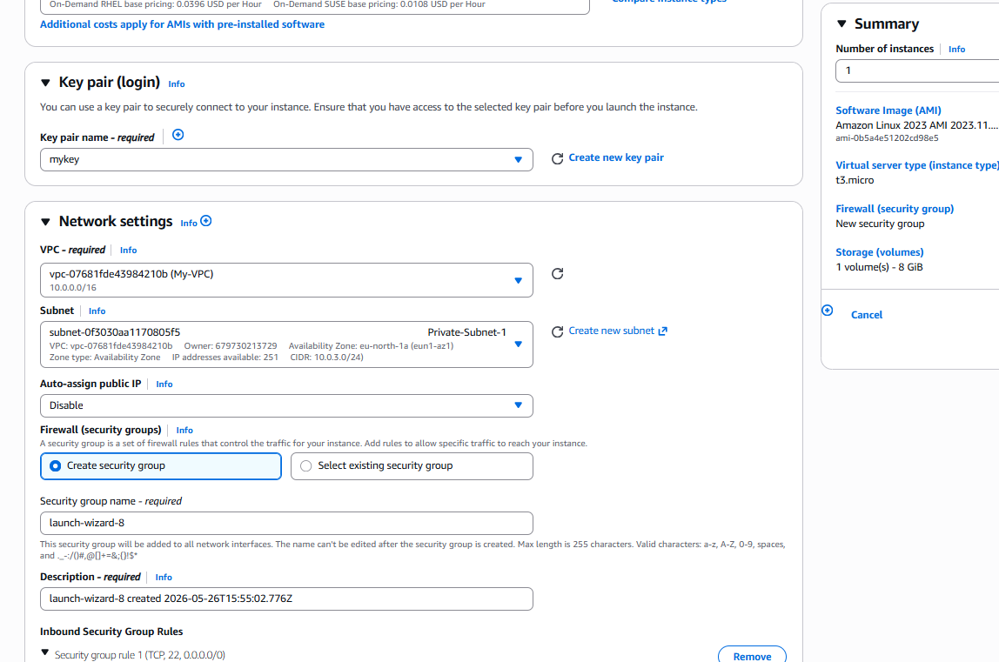 On-Demand RHEL base pricing: 0.0396 USD per Hour On-Demand SUSE base pricing: 0.0108 USD per Hour
Compare instance types
Additional costs apply for AMIs with pre-installed software
Key pair (login) Info
You can use a key pair to securely connect to your instance. Ensure that you have access to the selected key pair before you launch the instance.
Key pair name - required
mykey
Create new key pair
Network settings Info
VPC - required Info
vpc-07681fde43984210b (My-VPC)
10.0.0.0/16
Subnet Info
subnet-0f3030aa1170805f5 Private-Subnet-1
VPC: vpc-07681fde43984210b Owner: 679730213729 Availability Zone: eu-north-1a (eun1-az1)
Zone type: Availability Zone IP addresses available: 251 CIDR: 10.0.3.0/24)
Create new subnet
Auto-assign public IP Info
Disable
Firewall (security groups) Info
A security group is a set of firewall rules that control the traffic for your instance. Add rules to allow specific traffic to reach your instance.
Create security group Select existing security group
Security group name - required
launch-wizard-8
This security group will be added to all network interfaces. The name can't be edited after the security group is created. Max length is 255 characters. Valid characters: a-z, A-Z, 0-9, spaces,
and ._-:/()#,@[]+=&;{}!$*
Description - required Info
launch-wizard-8 created 2026-05-26T15:55:02.776Z
Inbound Security Group Rules
Security group rule 1 (TCP, 22, 0.0.0.0/0)
Remove
Summary
Number of instances Info
1
Software Image (AMI)
Amazon Linux 2023 AMI 2023.11....
ami-0b5a4e51202cd98e5
Virtual server type (instance type)
t3.micro
Firewall (security group)
New security group
Storage (volumes)
1 volume(s) - 8 GiB
Cancel